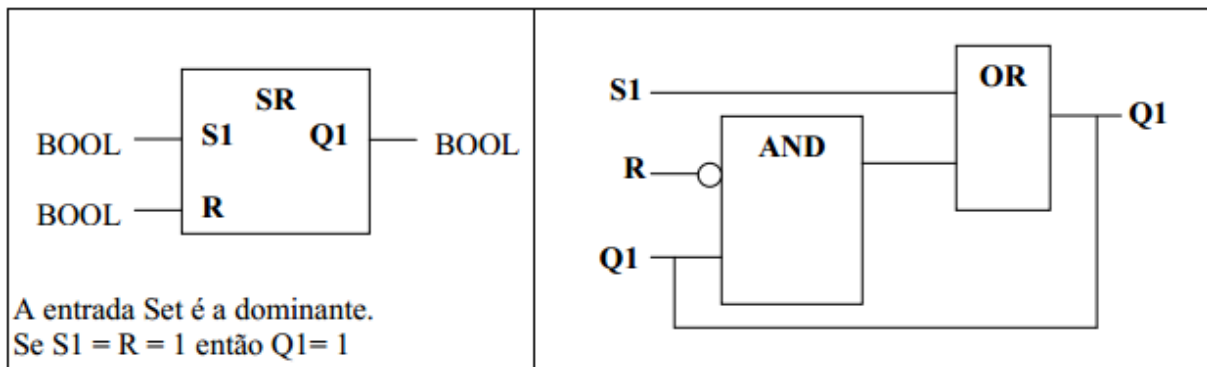 SR
BOOL S1 Q1 BOOL
BOOL R
A entrada Set é a dominante.
Se S1 = R = 1 então Q1= 1
OR
S1
Q1
AND
R
Q1